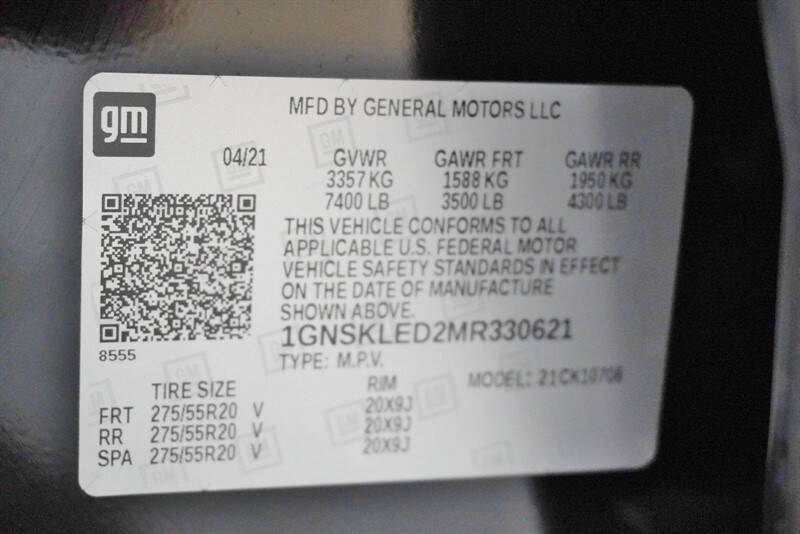 gm
MFD BY GENERAL MOTORS LLC
04/21 GVWR GAWR FRT GAWR RR
3357 KG 1588 KG 1950 KG
7400 LB 3500 LB 4300 LB
THIS VEHICLE CONFORMS TO ALL
APPLICABLE U.S. FEDERAL MOTOR
VEHICLE SAFETY STANDARDS IN EFFECT
ON THE DATE OF MANUFACTURE
SHOWN ABOVE.
1GNSKLED2MR330621
8555
TYPE: M.P.V. MODEL: 21CK10706
TIRE SIZE RIM
FRT 275/55R20 V 20X9J
RR 275/55R20 V 20X9J
SPA 275/55R20 V 20X9J